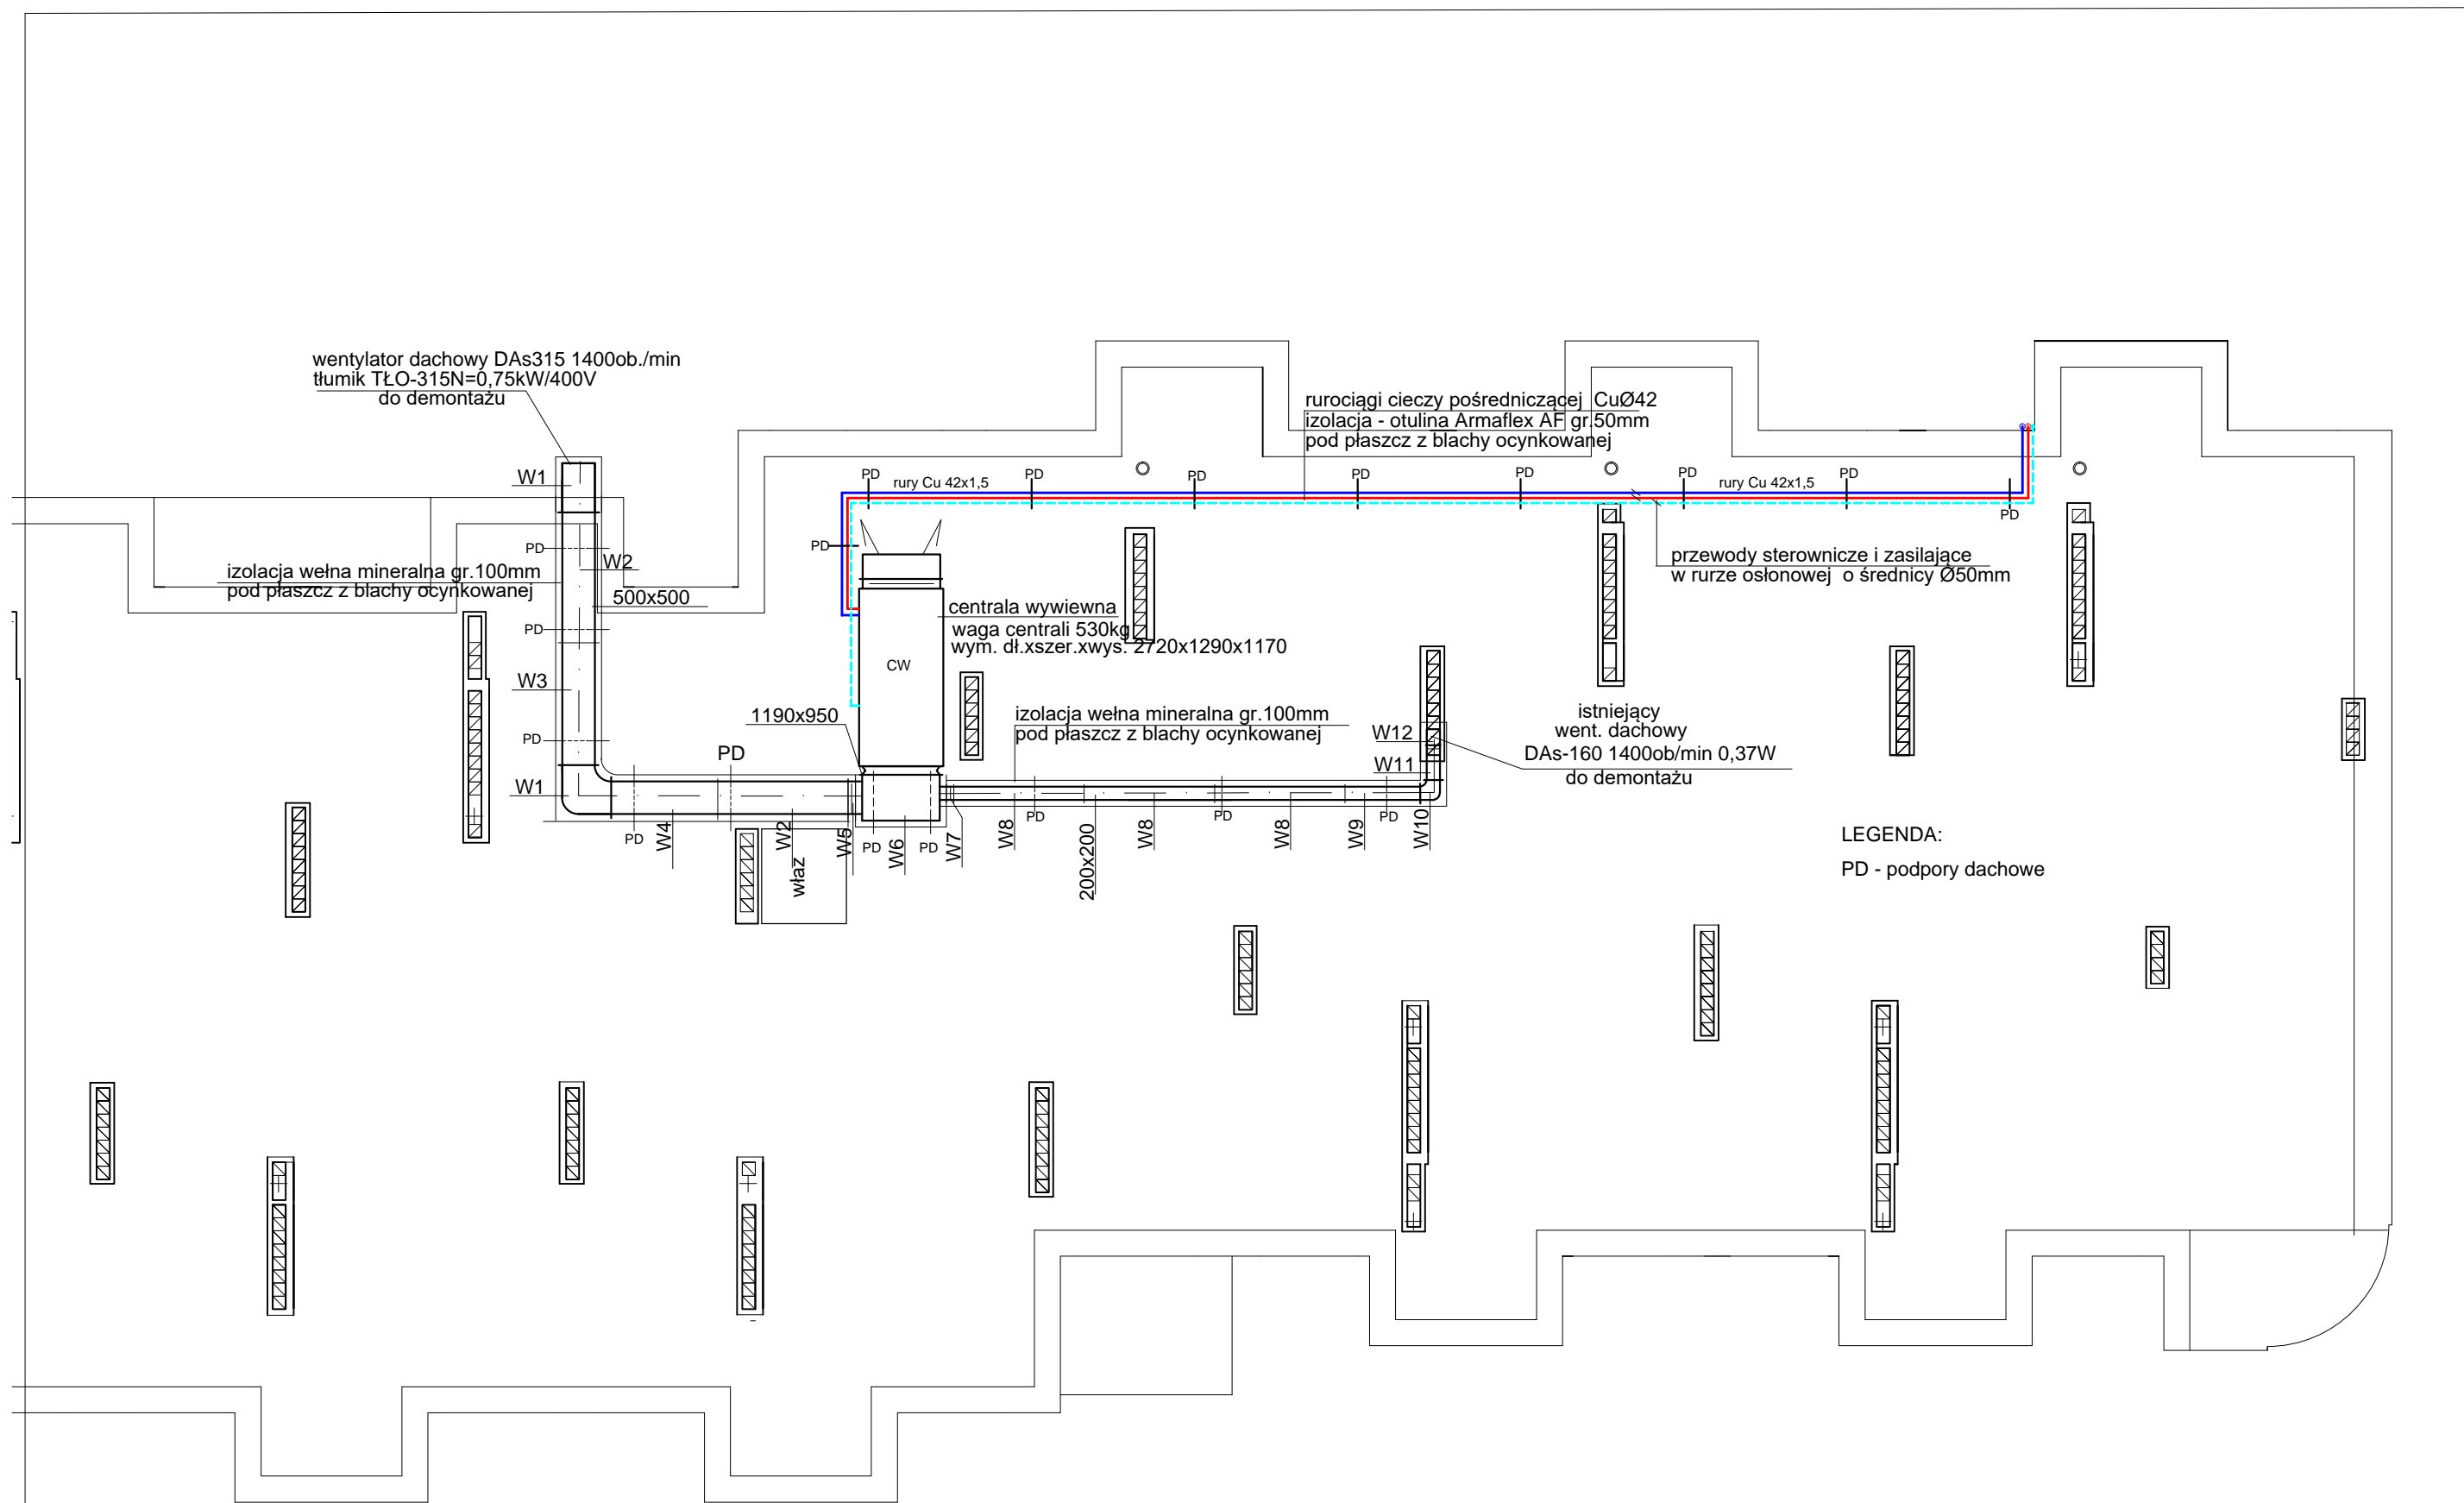 wentylator dachowy DAs315 1400ob./min
tłumik TŁO-315N=0,75kW/400V
do demontażu
rurociągi cieczy pośredniczącej CuØ42
izolacja - otulina Armaflex AF gr.50mm
pod płaszcz z blachy ocynkowanej
W1
PD
PD
PD
PD
PD
PD
PD
rury Cu 42x1,5
rury Cu 42x1,5
PD
PD
PD
W2
izolacja wełna mineralna gr.100mm
pod płaszcz z blachy ocynkowanej
500x500
przewody sterownicze i zasilające
w rurze osłonowej o średnicy Ø50mm
centrala wywiewna
waga centrali 530kg
wym. dł.xszer.xwys. 2720x1290x1170
PD
CW
W3
1190x950
izolacja wełna mineralna gr.100mm
pod płaszcz z blachy ocynkowanej
istniejący
went. dachowy
DAs-160 1400ob/min 0,37W
do demontażu
W12
W11
PD
PD
W1
PD
W4
W2
właz
W5
PD
W6
PD
W7
W8
PD
200x200
W8
PD
W8
W9
PD
W10
LEGENDA:
PD - podpory dachowe